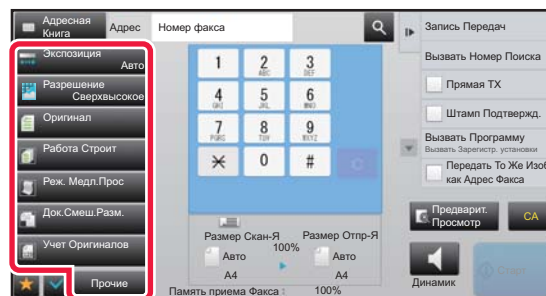 Адресная
Книга
Адрес
Номер факса
Экспозиция
Авто
Разрешение
Сверхвысокое
Оригинал
Работа Строит
Реж. Медл.Прос
Док.Смеш.Разм.
Учет Оригиналов
Прочие
1
2
ABC
3
DEF
4
GHI
5
JKL
6
MNO
7
PQRS
8
TUV
9
WXYZ
0
#
C
Размер Скан-Я
Размер Отпр-Я
100%
Авто
Авто
A4
A4
Память приема Факса :
100%
Запись Передач
Вызвать Номер Поиска
Прямая TX
Штамп Подтвержд.
Вызвать Программу
Вызвать Зарегистр. установки
Передать То Же Изоб
как Адрес Факса
Предварит.
Просмотр
CA
Динамик
Старт